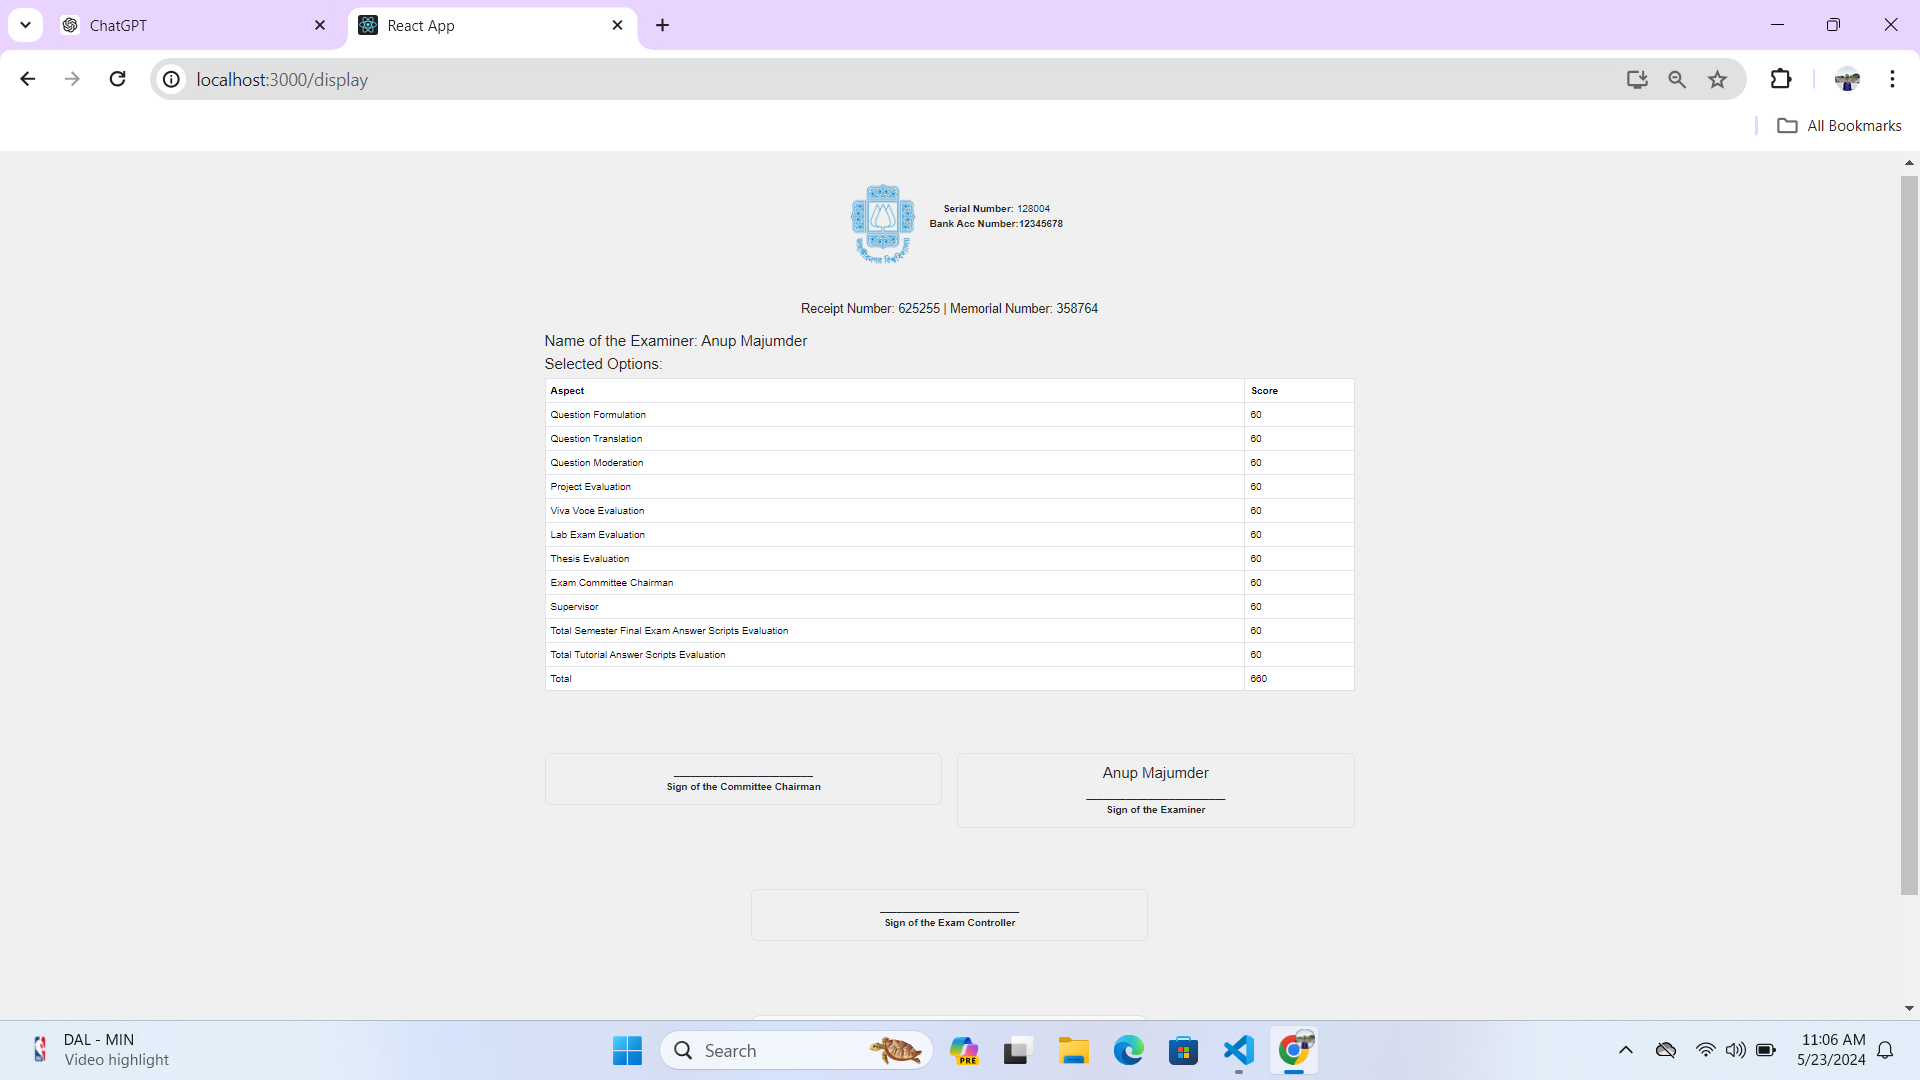 ChatGPT
React App
localhost:3000/display
All Bookmarks
জাহাঙ্গীরনগর বিশ্ববিদ্যালয়
Serial Number: 128004
Bank Acc Number:12345678
Receipt Number: 625255 | Memorial Number: 358764
Name of the Examiner: Anup Majumder
Selected Options:
Aspect Score
Question Formulation 60
Question Translation 60
Question Moderation 60
Project Evaluation 60
Viva Voce Evaluation 60
Lab Exam Evaluation 60
Thesis Evaluation 60
Exam Committee Chairman 60
Supervisor 60
Total Semester Final Exam Answer Scripts Evaluation 60
Total Tutorial Answer Scripts Evaluation 60
Total 660
Sign of the Committee Chairman
Anup Majumder
Sign of the Examiner
Sign of the Exam Controller
DAL - MIN
Video highlight
Search
PRE
11:06 AM
5/23/2024